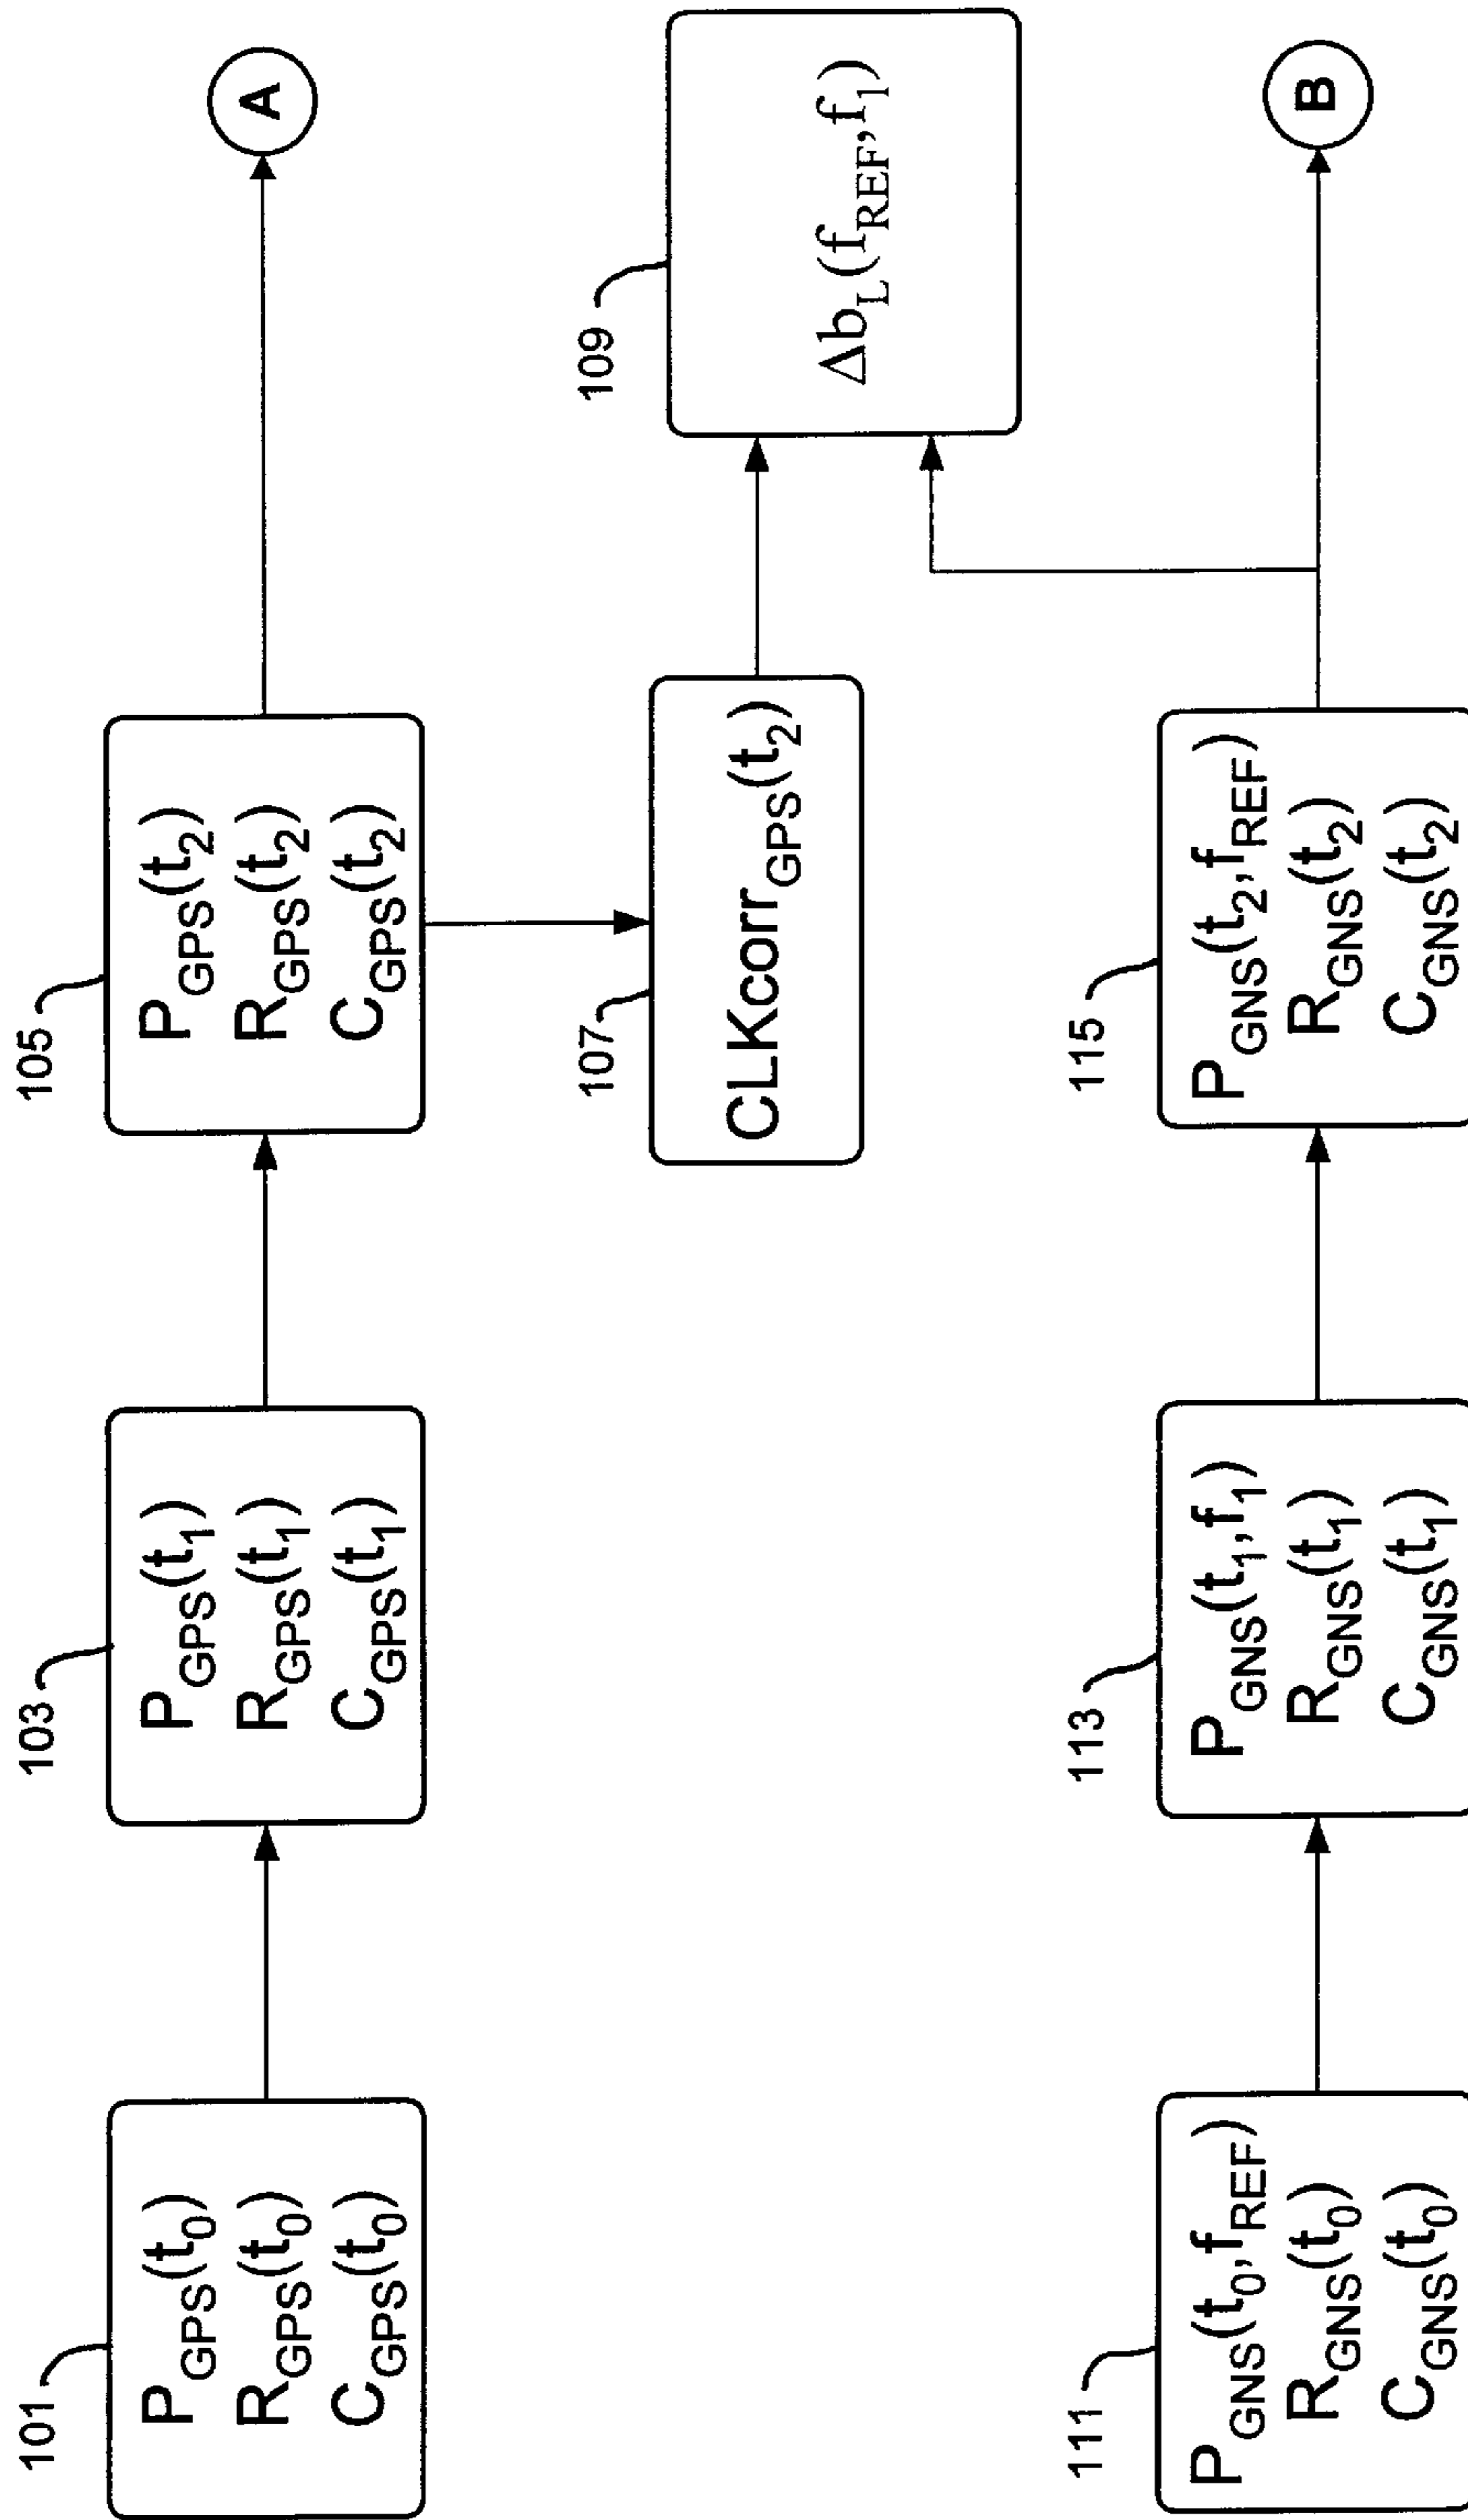 101
P_GPS(t_0)
R_GPS(t_0)
C_GPS(t_0)
103
P_GPS(t_1)
R_GPS(t_1)
C_GPS(t_1)
105
P_GPS(t_2)
R_GPS(t_2)
C_GPS(t_2)
A
107
CLKcorr_GPS(t_2)
109
Δb_L(f_REF,f_1)
111
P_GNS(t_0,f_REF)
R_GNS(t_0)
C_GNS(t_0)
113
P_GNS(t_1,f_1)
R_GNS(t_1)
C_GNS(t_1)
115
P_GNS(t_2,f_REF)
R_GNS(t_2)
C_GNS(t_2)
B